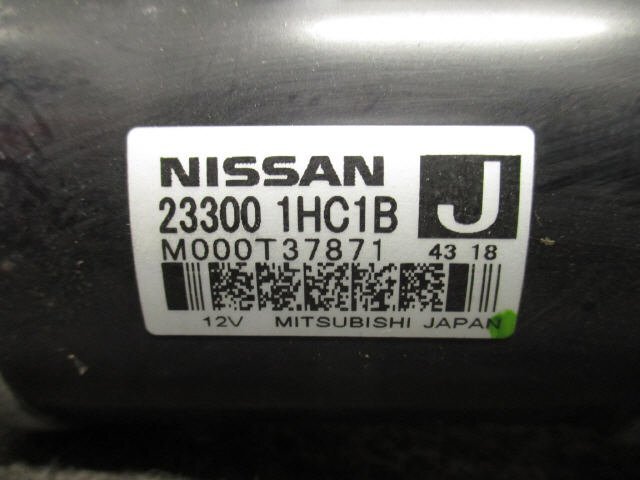 NISSAN
23300 1HC1B J
M000T37871 43 18
12V MITSUBISHI JAPAN